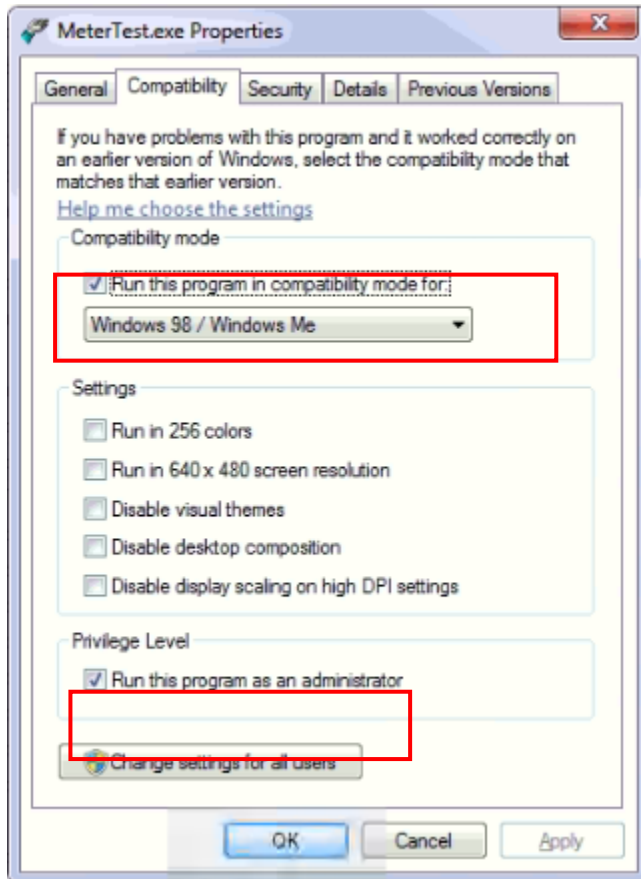 MeterTest.exe Properties
General Compatibility Security Details Previous Versions
If you have problems with this program and it worked correctly on
an earlier version of Windows, select the compatibility mode that
matches that earlier version.
Help me choose the settings
Compatibility mode
Run this program in compatibility mode for:
Windows 98 / Windows Me
Settings
Run in 256 colors
Run in 640 x 480 screen resolution
Disable visual themes
Disable desktop composition
Disable display scaling on high DPI settings
Privilege Level
Run this program as an administrator
Change settings for all users
OK Cancel Apply